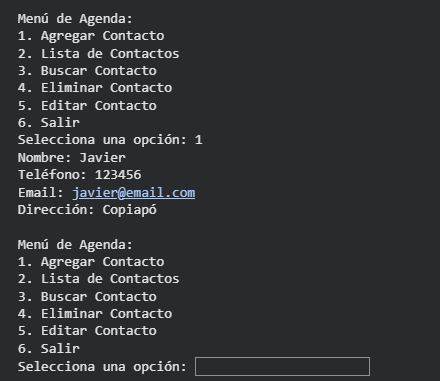 Menú de Agenda:
1. Agregar Contacto
2. Lista de Contactos
3. Buscar Contacto
4. Eliminar Contacto
5. Editar Contacto
6. Salir
Selecciona una opción: 1
Nombre: Javier
Teléfono: 123456
Email: javier@email.com
Dirección: Copiapó
Menú de Agenda:
1. Agregar Contacto
2. Lista de Contactos
3. Buscar Contacto
4. Eliminar Contacto
5. Editar Contacto
6. Salir
Selecciona una opción: